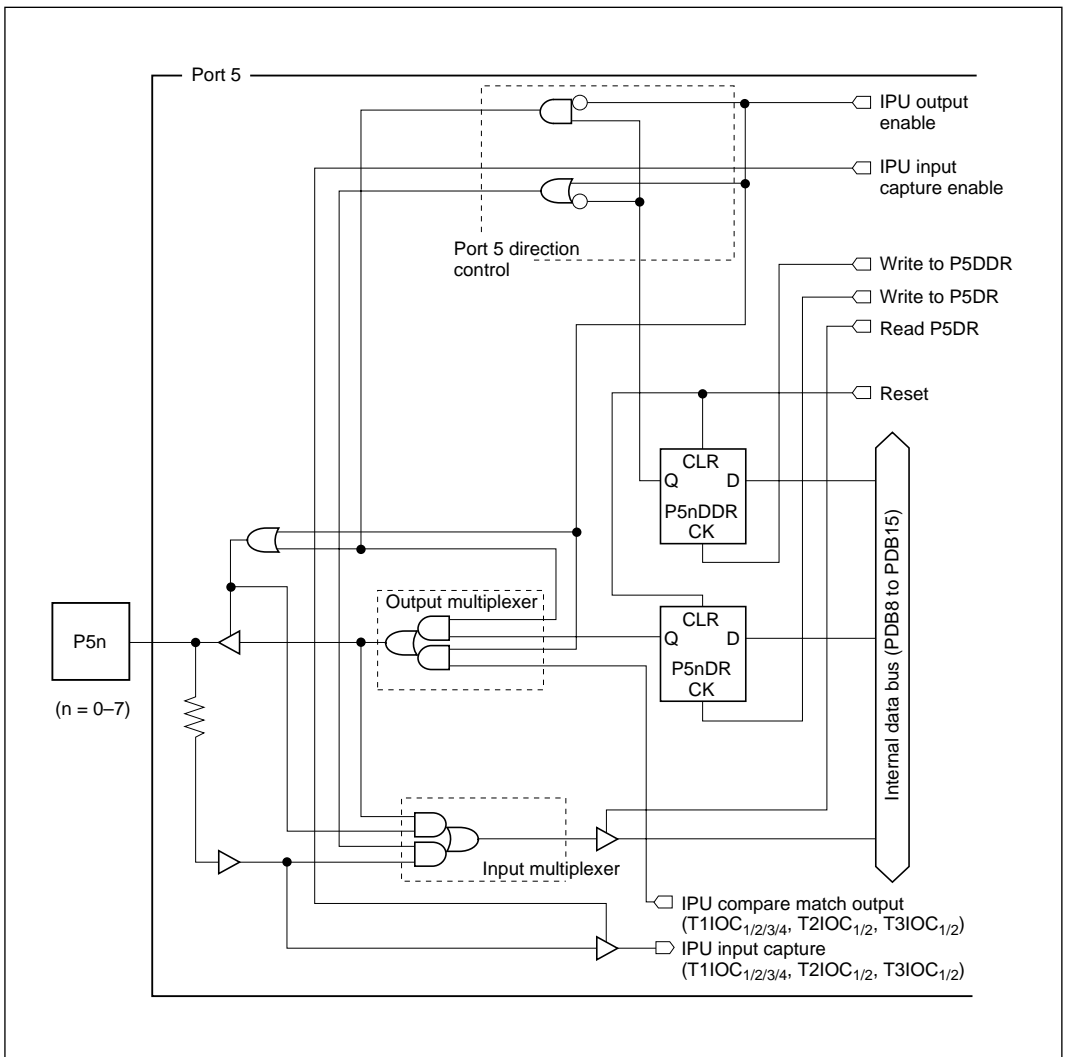 Port 5
IPU output
enable
IPU input
capture enable
Port 5 direction
control
Write to P5DDR
Write to P5DR
Read P5DR
Reset
CLR
Q D
P5nDDR
CK
Output multiplexer
CLR
Q D
P5nDR
CK
P5n
(n = 0–7)
Internal data bus (PDB8 to PDB15)
Input multiplexer
IPU compare match output
(T1IOC1/2/3/4, T2IOC1/2, T3IOC1/2)
IPU input capture
(T1IOC1/2/3/4, T2IOC1/2, T3IOC1/2)